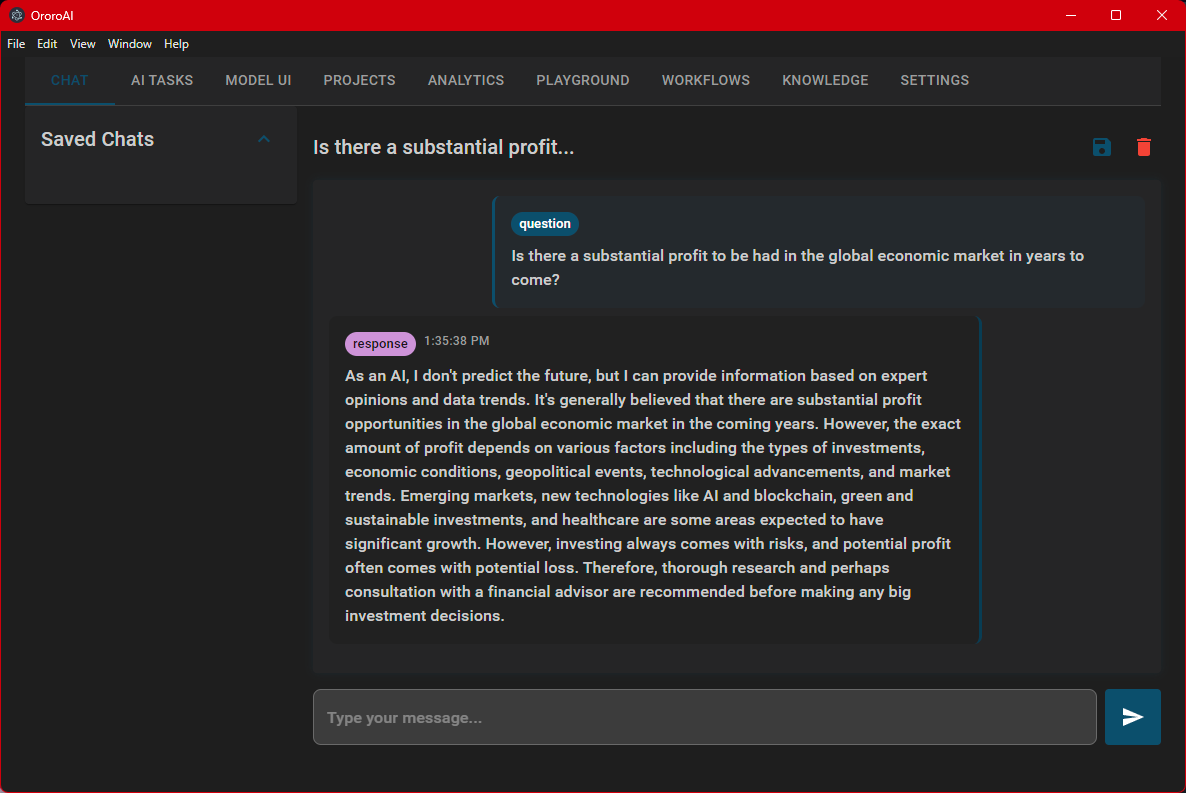 OroroAI
File Edit View Window Help
CHAT AI TASKS MODEL UI PROJECTS ANALYTICS PLAYGROUND WORKFLOWS KNOWLEDGE SETTINGS
Saved Chats
Is there a substantial profit...
question
Is there a substantial profit to be had in the global economic market in years to
come?
response 1:35:38 PM
As an AI, I don't predict the future, but I can provide information based on expert
opinions and data trends. It's generally believed that there are substantial profit
opportunities in the global economic market in the coming years. However, the exact
amount of profit depends on various factors including the types of investments,
economic conditions, geopolitical events, technological advancements, and market
trends. Emerging markets, new technologies like AI and blockchain, green and
sustainable investments, and healthcare are some areas expected to have
significant growth. However, investing always comes with risks, and potential profit
often comes with potential loss. Therefore, thorough research and perhaps
consultation with a financial advisor are recommended before making any big
investment decisions.
Type your message...